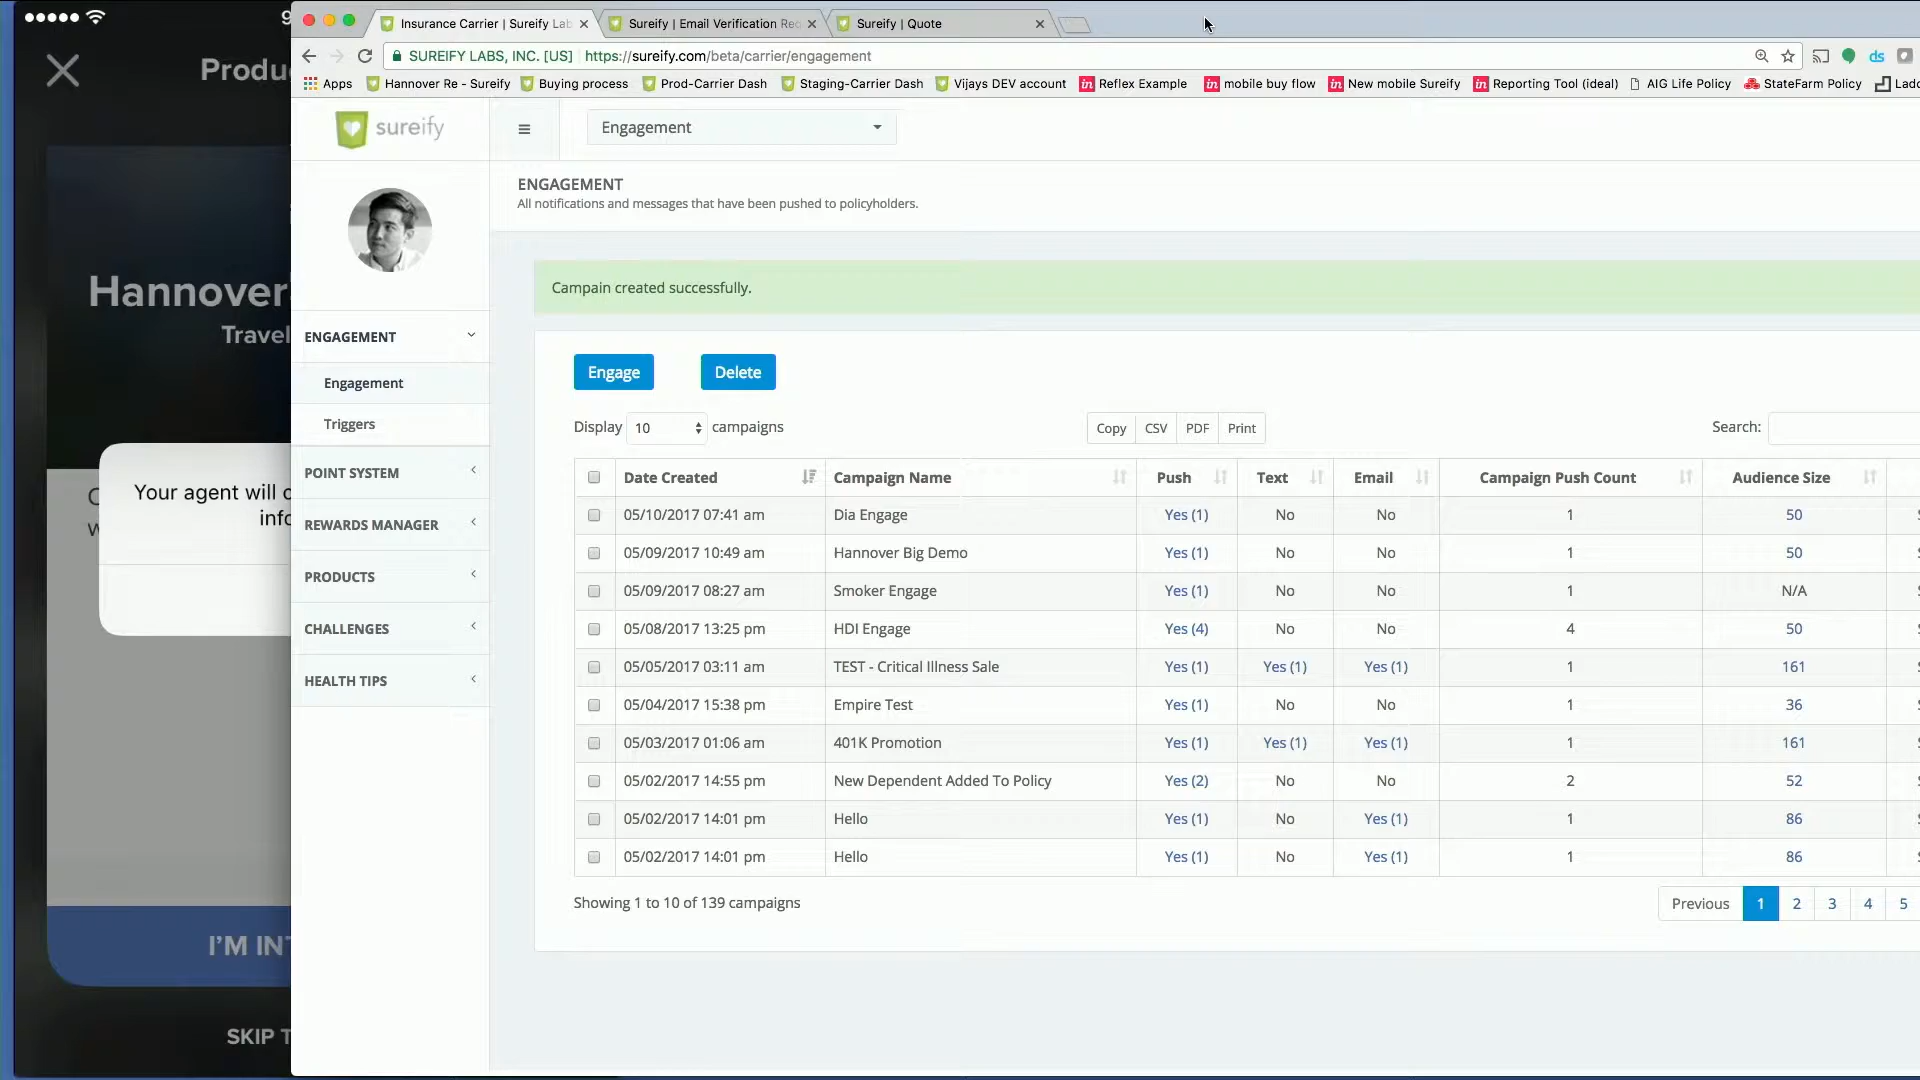 Insurance Carrier | Sureify Lab
Sureify | Email Verification Re
Sureify | Quote
SUREIFY LABS, INC. [US]
https://sureify.com/beta/carrier/engagement
Apps
Hannover Re - Sureify
Buying process
Prod-Carrier Dash
Staging-Carrier Dash
Vijays DEV account
in Reflex Example
in mobile buy flow
in New mobile Sureify
in Reporting Tool (ideal)
AIG Life Policy
StateFarm Policy
Produ
Hannover
Travel
Your agent will
info
I'M INT
SKIP T
sureify
Engagement
ENGAGEMENT
All notifications and messages that have been pushed to policyholders.
ENGAGEMENT
Engagement
Triggers
POINT SYSTEM
REWARDS MANAGER
PRODUCTS
CHALLENGES
HEALTH TIPS
Campain created successfully.
Engage Delete
Display 10 campaigns
Copy CSV PDF Print
Search:
Date Created Campaign Name Push Text Email Campaign Push Count Audience Size
05/10/2017 07:41 am Dia Engage Yes (1) No No 1 50
05/09/2017 10:49 am Hannover Big Demo Yes (1) No No 1 50
05/09/2017 08:27 am Smoker Engage Yes (1) No No 1 N/A
05/08/2017 13:25 pm HDI Engage Yes (4) No No 4 50
05/05/2017 03:11 am TEST - Critical Illness Sale Yes (1) Yes (1) Yes (1) 1 161
05/04/2017 15:38 pm Empire Test Yes (1) No No 1 36
05/03/2017 01:06 am 401K Promotion Yes (1) Yes (1) Yes (1) 1 161
05/02/2017 14:55 pm New Dependent Added To Policy Yes (2) No No 2 52
05/02/2017 14:01 pm Hello Yes (1) No Yes (1) 1 86
05/02/2017 14:01 pm Hello Yes (1) No Yes (1) 1 86
Showing 1 to 10 of 139 campaigns
Previous 1 2 3 4 5